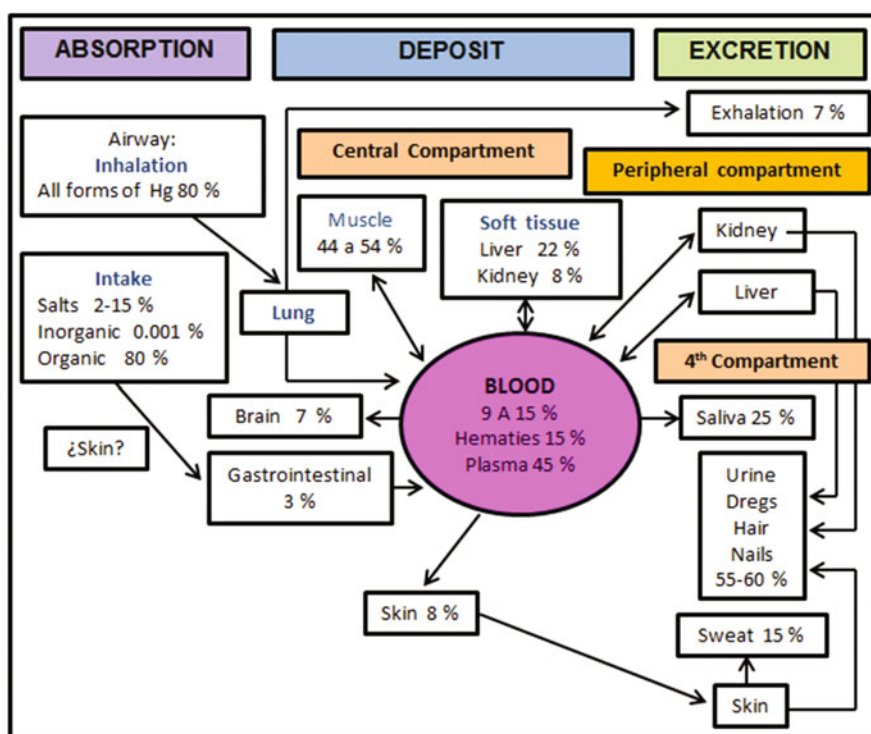 ABSORPTION
DEPOSIT
EXCRETION
Exhalation 7 %
Airway:
Inhalation
All forms of Hg 80 %
Central Compartment
Peripheral compartment
Muscle
44 a 54 %
Soft tissue
Liver 22 %
Kidney 8 %
Kidney
Liver
Intake
Salts 2-15 %
Inorganic 0.001 %
Organic 80 %
Lung
4th Compartment
BLOOD
9 A 15 %
Hematies 15 %
Plasma 45 %
Brain 7 %
Saliva 25 %
¿Skin?
Gastrointestinal
3 %
Urine
Dregs
Hair
Nails
55-60 %
Skin 8 %
Sweat 15 %
Skin